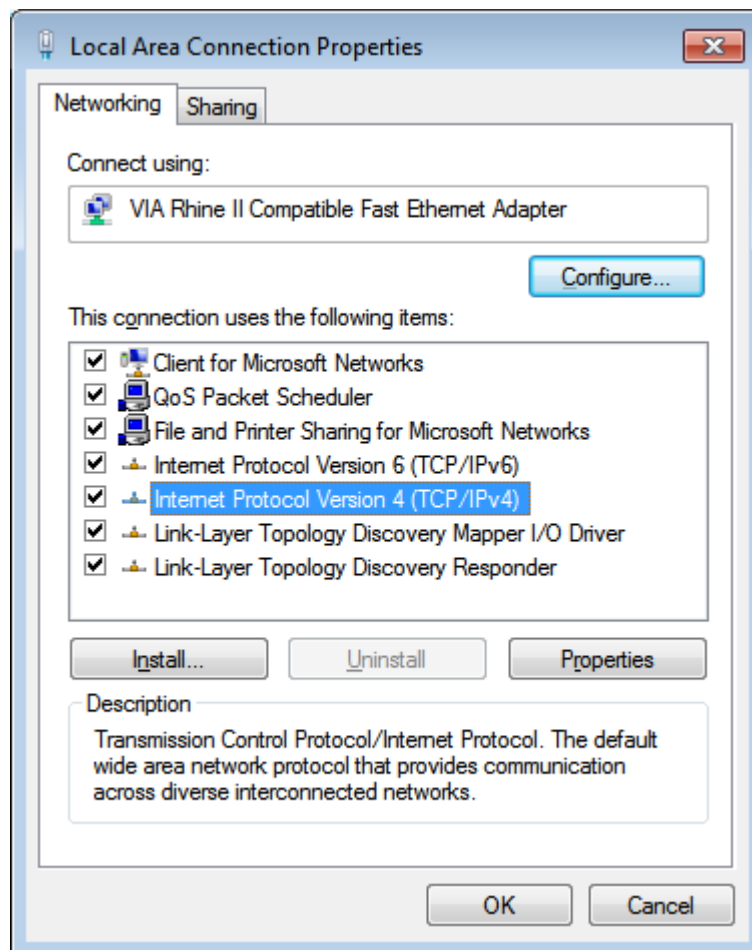 Local Area Connection Properties
Networking
Sharing
Connect using:
VIA Rhine II Compatible Fast Ethernet Adapter
Configure...
This connection uses the following items:
Client for Microsoft Networks
QoS Packet Scheduler
File and Printer Sharing for Microsoft Networks
Internet Protocol Version 6 (TCP/IPv6)
Internet Protocol Version 4 (TCP/IPv4)
Link-Layer Topology Discovery Mapper I/O Driver
Link-Layer Topology Discovery Responder
Install...
Uninstall
Properties
Description
Transmission Control Protocol/Internet Protocol. The default
wide area network protocol that provides communication
across diverse interconnected networks.
OK
Cancel